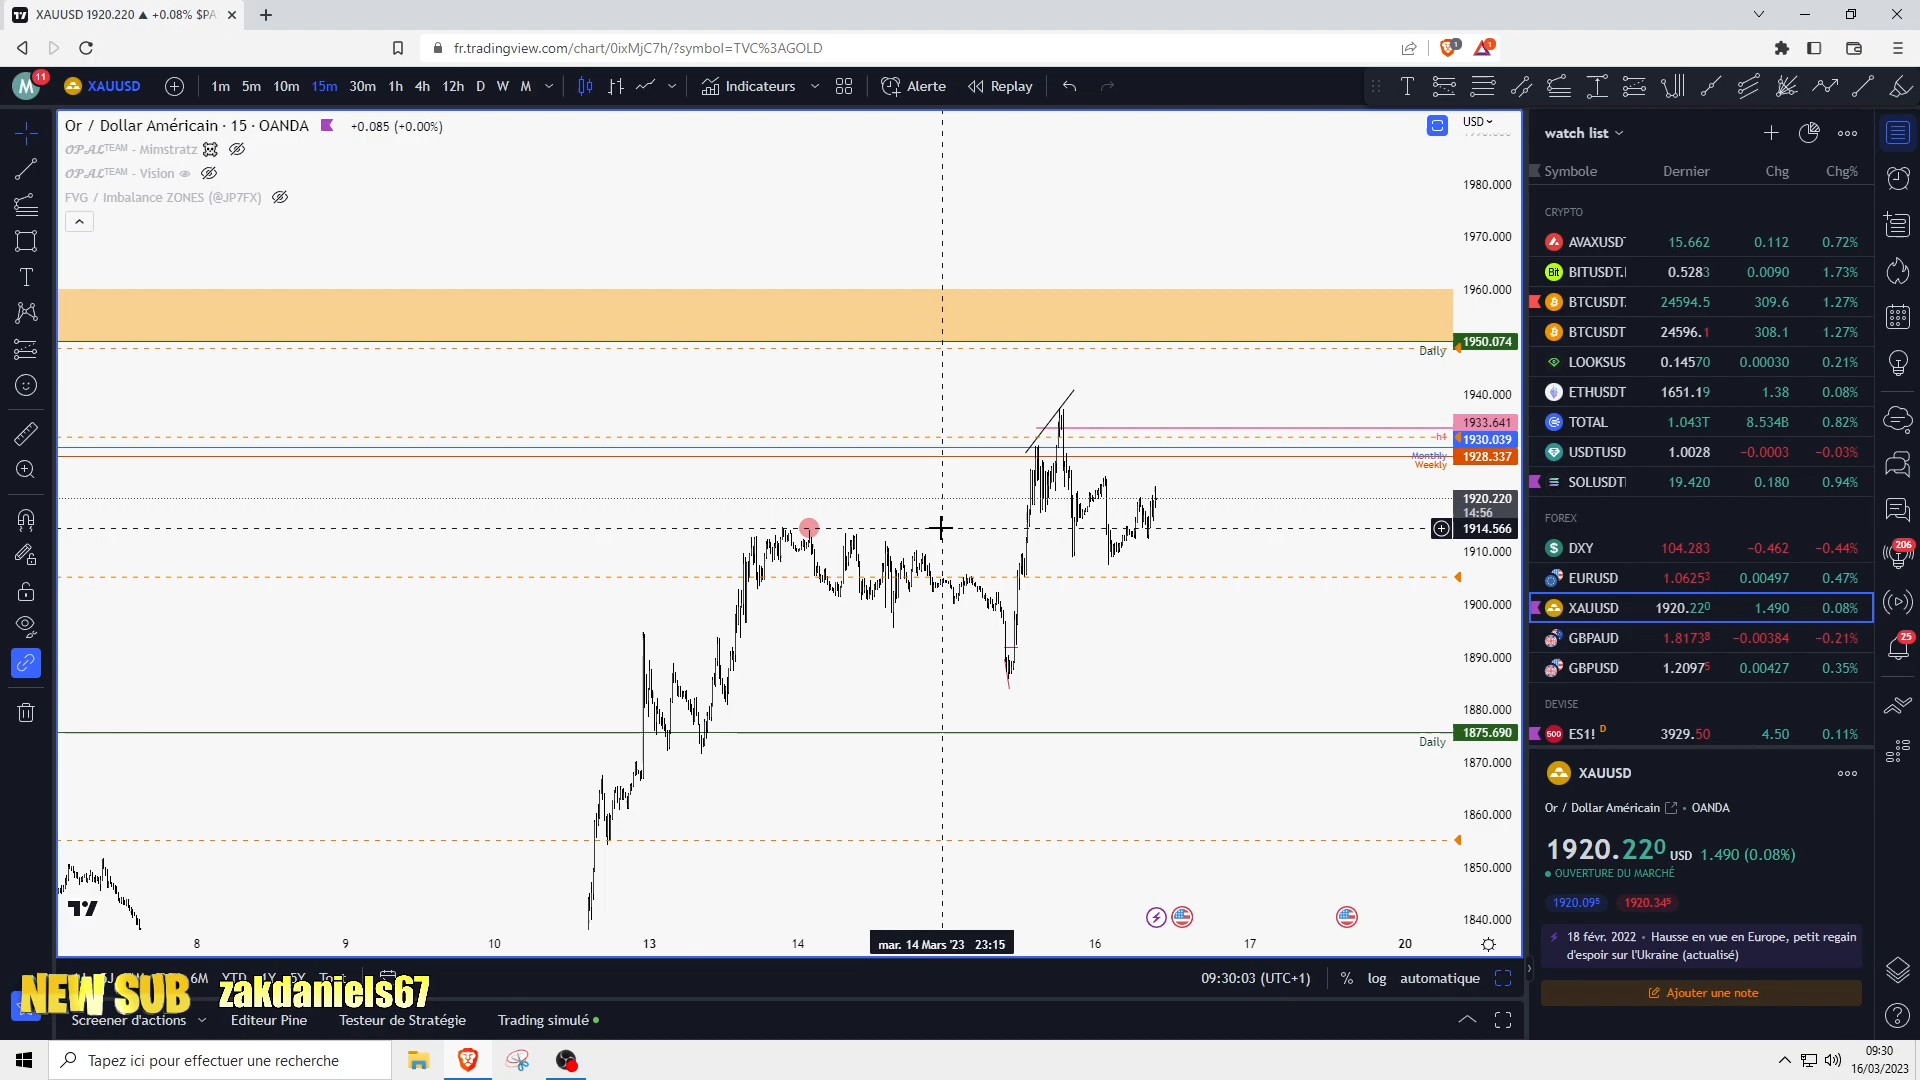 XAUUSD 1920.220 ▲ +0.08% $PA
fr.tradingview.com/chart/0ixMjC7h/?symbol=TVC%3AGOLD
1
1
M
11
XAUUSD
1m 5m 10m 15m 30m 1h 4h 12h D W M
Indicateurs
Alerte
Replay
Or / Dollar Américain · 15 · OANDA
+0.085 (+0.00%)
OPAL TEAM - Mimstratz
OPAL TEAM - Vision
FVG / Imbalance ZONES (@JP7FX)
USD
1980.000
1970.000
1960.000
1950.074
Daily
1940.000
1933.641
h4
1930.039
Monthly
1928.337
Weekly
1920.220
14:56
1914.566
1910.000
1900.000
1890.000
1880.000
1875.690
Daily
1870.000
1860.000
1850.000
1840.000
8 9 10 13 14 mar. 14 Mars '23 23:15 16 17 20
6M YTD 1Y 5Y
09:30:03 (UTC+1)
% log automatique
NEW SUB zakdaniels67
Screener d'actions
Editeur Pine
Testeur de Stratégie
Trading simulé
watch list
Symbole Dernier Chg Chg%
CRYPTO
AVAXUSDT 15.662 0.112 0.72%
BITUSDT. 0.5283 0.0090 1.73%
BTCUSDT. 24594.5 309.6 1.27%
BTCUSDT 24596.1 308.1 1.27%
LOOKSUS 0.14570 0.00030 0.21%
ETHUSDT 1651.19 1.38 0.08%
TOTAL 1.043T 8.534B 0.82%
USDTUSD 1.0028 −0.0003 −0.03%
SOLUSDT 19.420 0.180 0.94%
FOREX
DXY 104.283 −0.462 −0.44%
EURUSD 1.06253 0.00497 0.47%
XAUUSD 1920.220 1.490 0.08%
GBPAUD 1.81738 −0.00384 −0.21%
GBPUSD 1.20975 0.00427 0.35%
DEVISE
500 ES1! D 3929.50 4.50 0.11%
XAUUSD
Or / Dollar Américain · OANDA
1920.220 USD 1.490 (0.08%)
OUVERTURE DU MARCHÉ
1920.095 1920.345
18 févr. 2022 • Hausse en vue en Europe, petit regain
d'espoir sur l'Ukraine (actualisé)
Ajouter une note
206
25
Tapez ici pour effectuer une recherche
09:30
16/03/2023